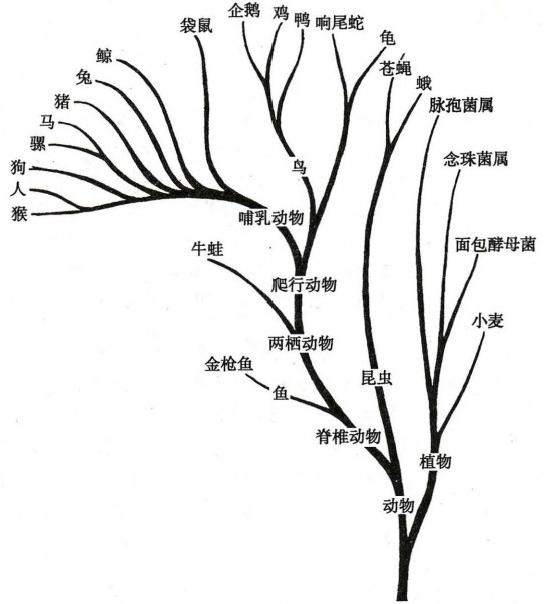 企鹅
鸡
鸭
响尾蛇
袋鼠
龟
鲸
苍蝇
兔
蛾
猪
脉孢菌属
马
骡
念珠菌属
狗
人
猴
鸟
哺乳动物
牛蛙
面包酵母菌
爬行动物
小麦
两栖动物
金枪鱼
昆虫
鱼
脊椎动物
植物
动物